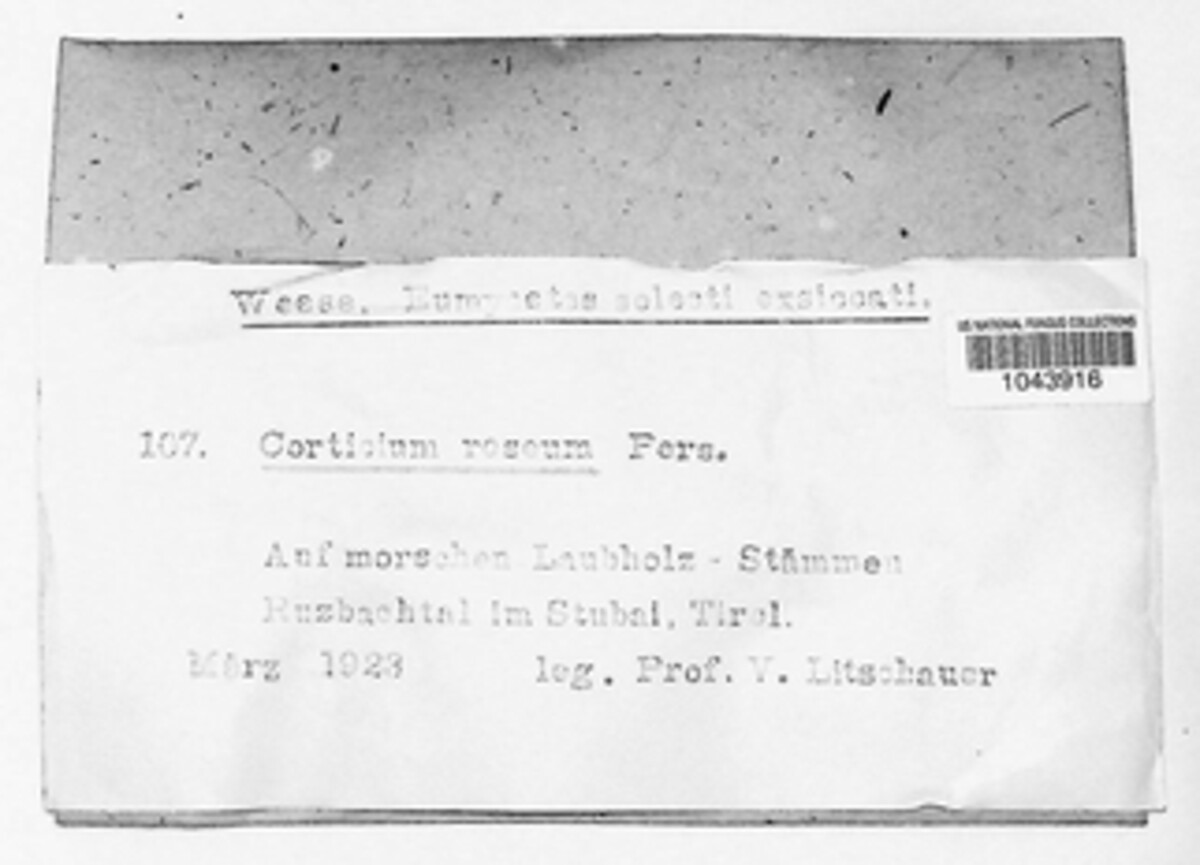 Weese. Eumycetes selecti exsiccati.
US NATIONAL FUNGUS COLLECTIONS
1043916
107. Corticium roseum Pers.
Auf morschen Laubholz - Stämmen
Ruzbachtal im Stubai, Tirol.
März 1923 leg. Prof. V. Litschauer